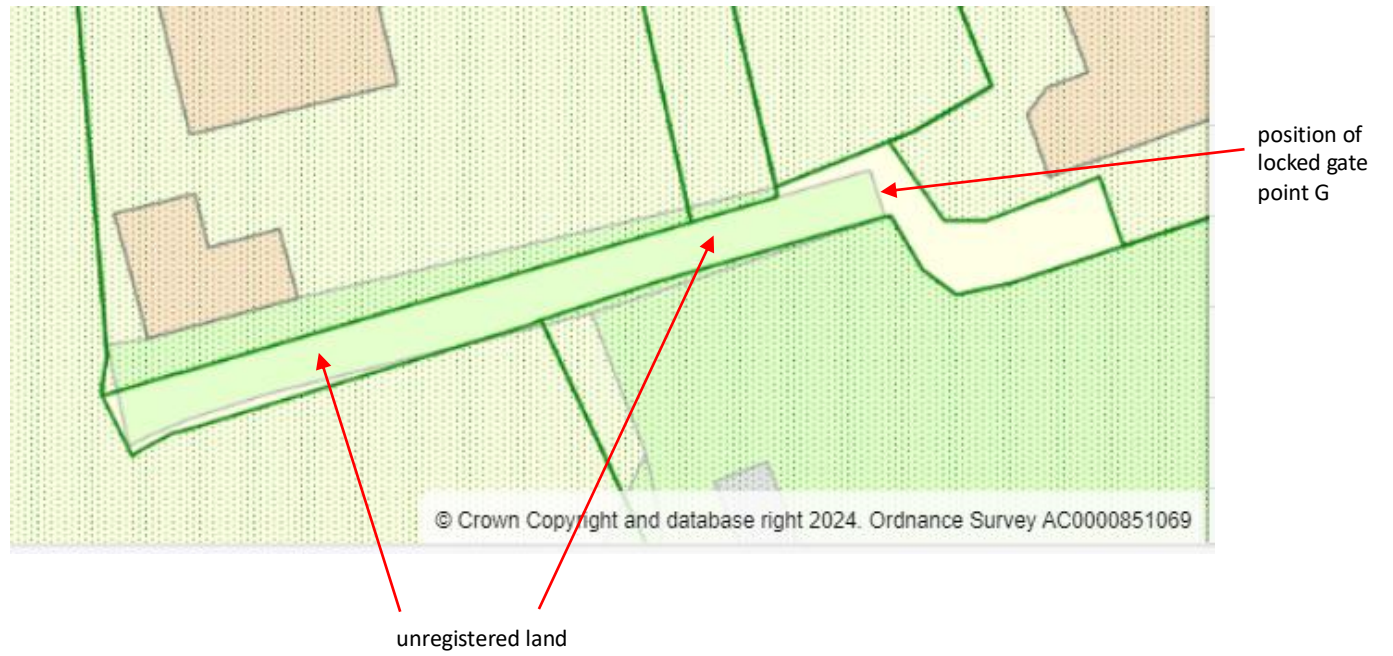 position of
locked gate
point G
© Crown Copyright and database right 2024. Ordnance Survey AC0000851069
unregistered land